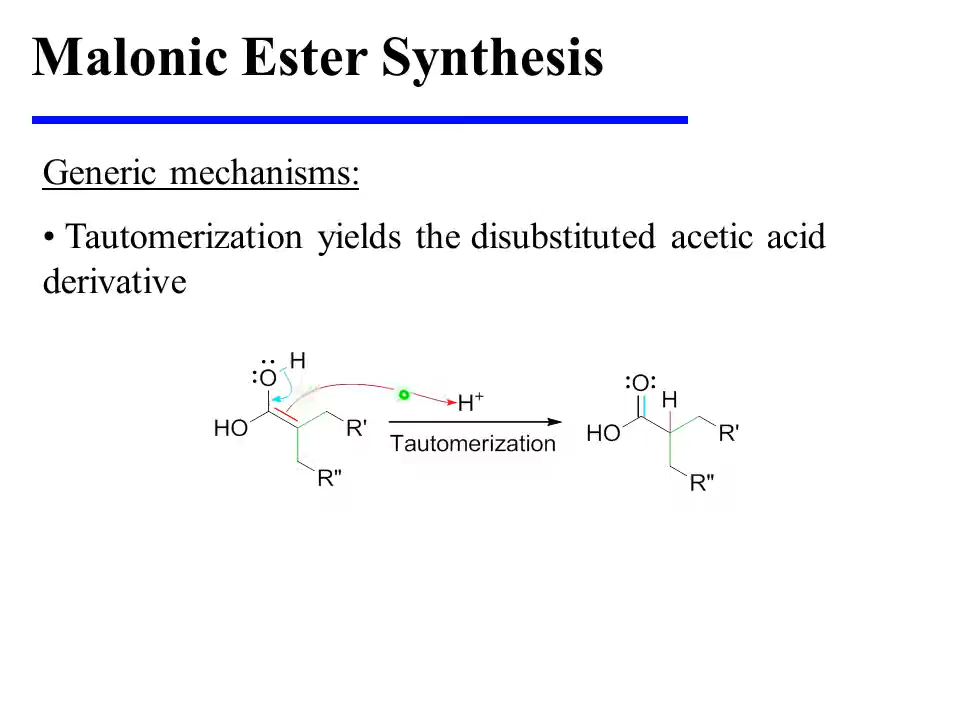 Malonic Ester Synthesis
Generic mechanisms:
• Tautomerization yields the disubstituted acetic acid
derivative
H
:O
:O:
H⁺
H
HO
R'
Tautomerization
HO
R'
R"
R"